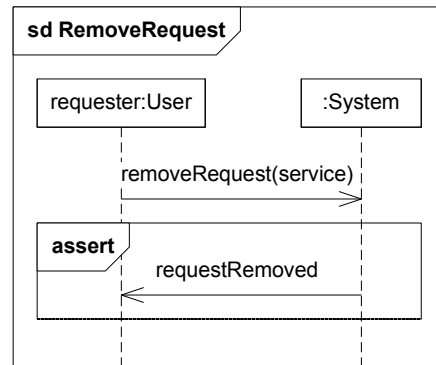 sd RemoveRequest
requester:User
:System
removeRequest(service)
assert
requestRemoved